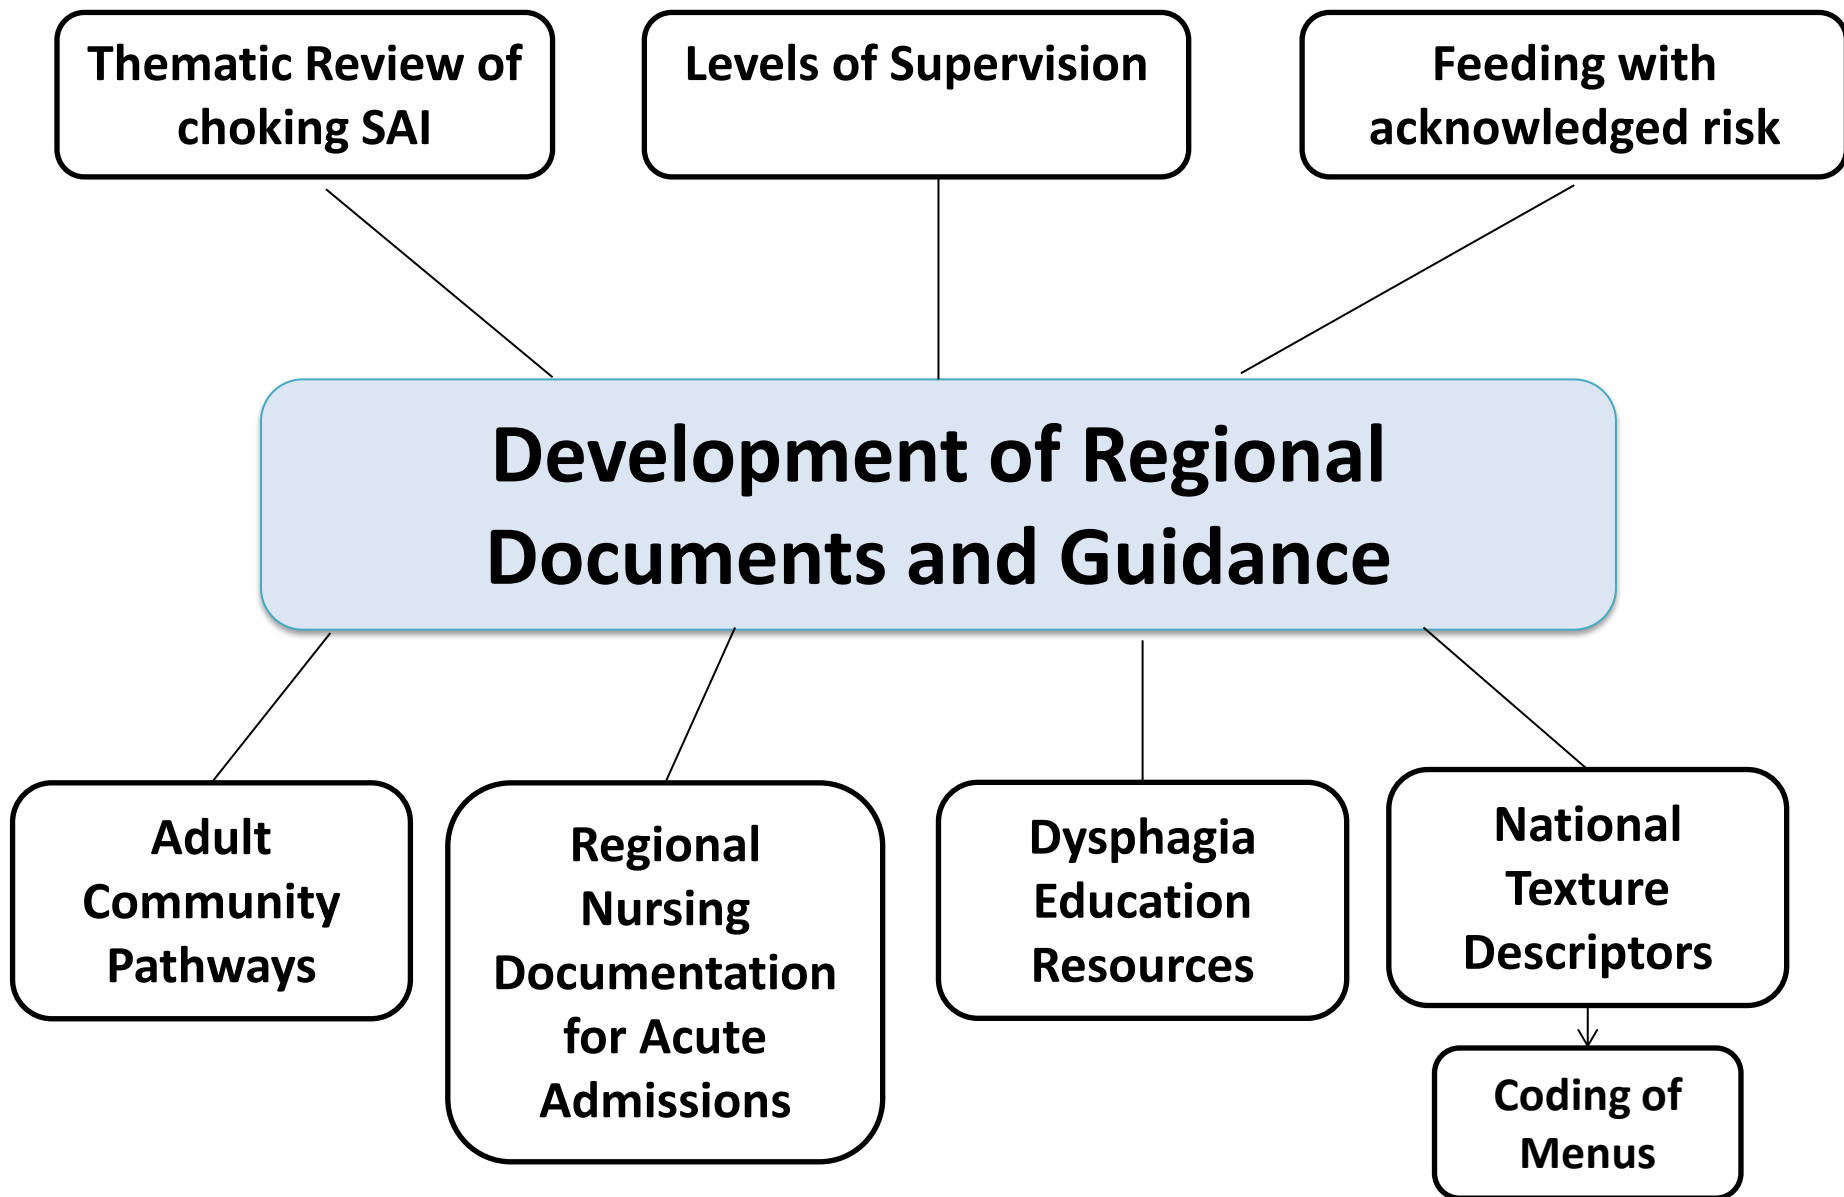 Thematic Review of
choking SAI
Levels of Supervision
Feeding with
acknowledged risk
Development of Regional
Documents and Guidance
Adult
Community
Pathways
Regional
Nursing
Documentation
for Acute
Admissions
Dysphagia
Education
Resources
National
Texture
Descriptors
Coding of
Menus